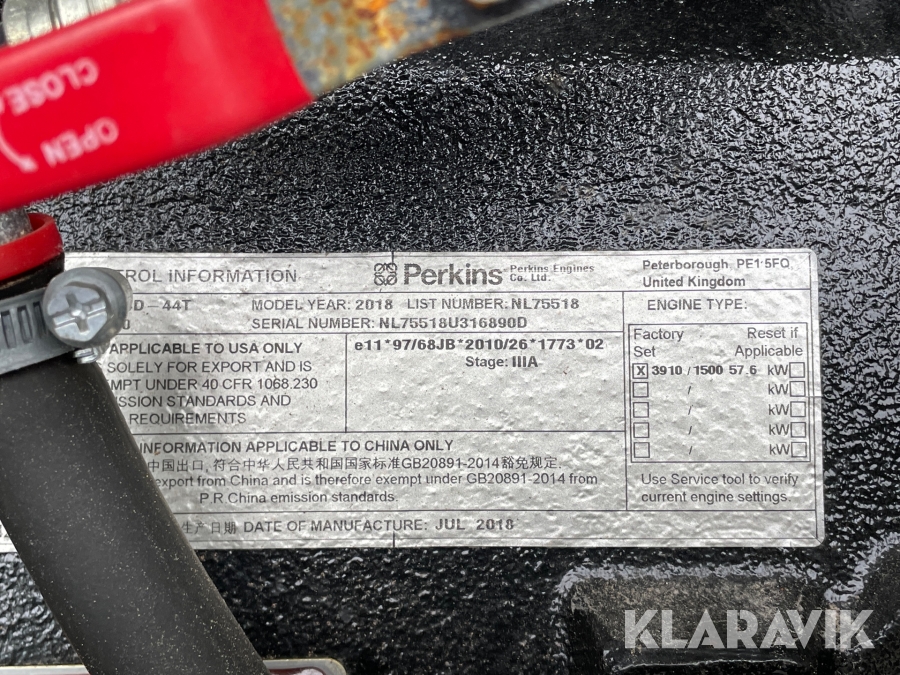 CLOSE
OPEN
TROL INFORMATION
Perkins Perkins Engines Co. Ltd.
Peterborough PE1 5FQ
United Kingdom
D-44T MODEL YEAR: 2018 LIST NUMBER: NL75518
SERIAL NUMBER: NL75518U316890D
ENGINE TYPE:
APPLICABLE TO USA ONLY
SOLELY FOR EXPORT AND IS
MPT UNDER 40 CFR 1068.230
SSION STANDARDS AND
REQUIREMENTS
e11*97/68JB*2010/26*1773*02
Stage: IIIA
Factory Set Reset if Applicable
X 3910 / 1500 57.6 kW
/ kW
/ kW
/ kW
/ kW
Use Service tool to verify
current engine settings.
NFORMATION APPLICABLE TO CHINA ONLY
中国出口, 符合中华人民共和国国家标准GB20891-2014豁免规定.
export from China and is therefore exempt under GB20891-2014 from
P.R.China emission standards.
生产日期 DATE OF MANUFACTURE: JUL 2018
KLARAVIK